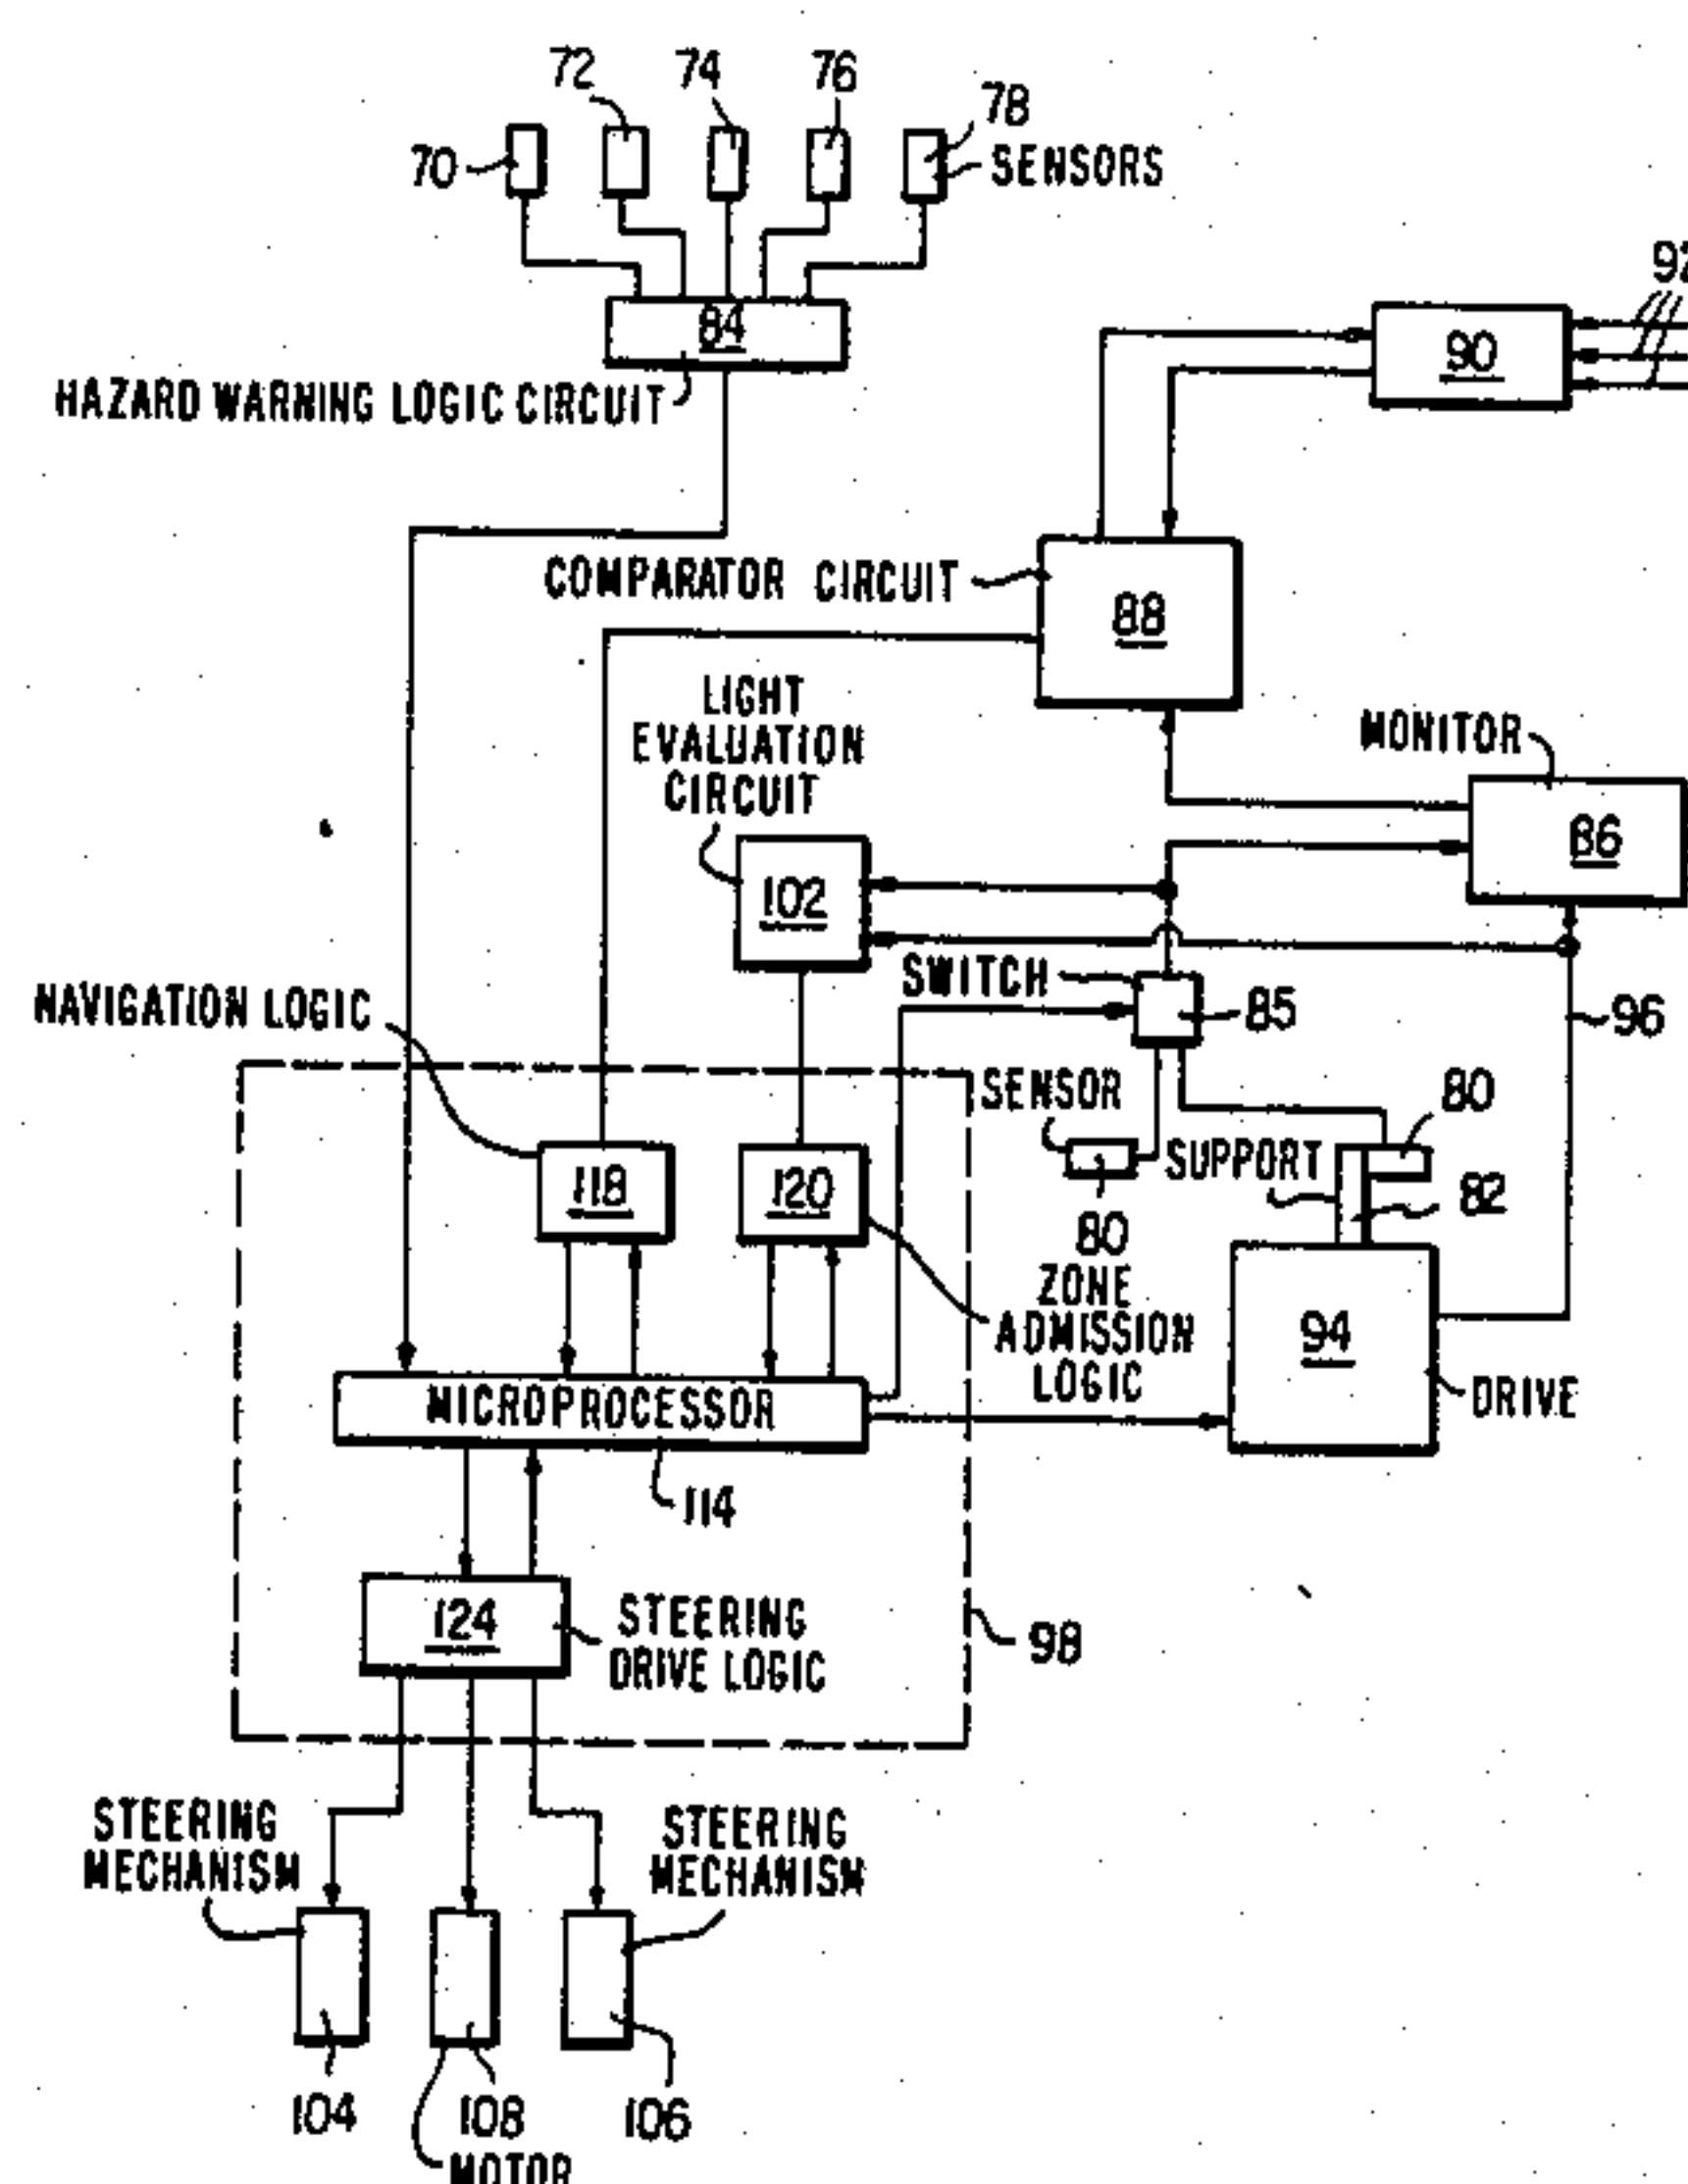 72
74
76
78
70
SENSORS
84
90
HAZARD WARNING LOGIC CIRCUIT
COMPARATOR CIRCUIT
88
LIGHT
EVALUATION
CIRCUIT
MONITOR
86
102
SWITCH
85
96
NAVIGATION LOGIC
SENSOR
80
SUPPORT
118
120
80
82
ZONE
ADMISSION
LOGIC
94
DRIVE
MICROPROCESSOR
114
124
STEERING
DRIVE LOGIC
98
STEERING
MECHANISM
STEERING
MECHANISM
104
108
106
MOTOR